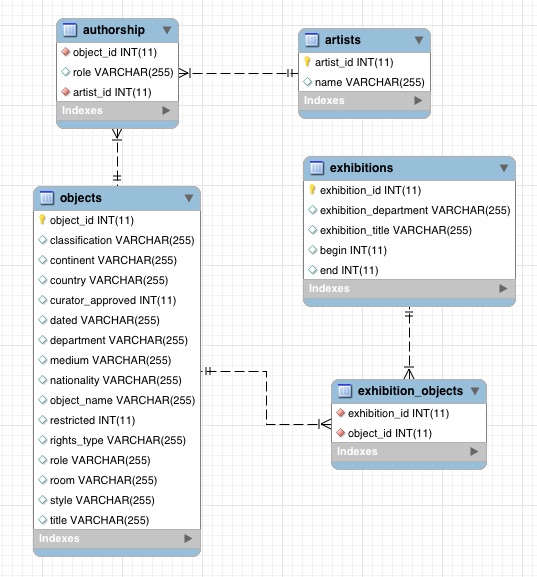 authorship
object_id INT(11)
role VARCHAR(255)
artist_id INT(11)
Indexes
artists
artist_id INT(11)
name VARCHAR(255)
Indexes
objects
object_id INT(11)
classification VARCHAR(255)
continent VARCHAR(255)
country VARCHAR(255)
curator_approved INT(11)
dated VARCHAR(255)
department VARCHAR(255)
medium VARCHAR(255)
nationality VARCHAR(255)
object_name VARCHAR(255)
restricted INT(11)
rights_type VARCHAR(255)
role VARCHAR(255)
room VARCHAR(255)
style VARCHAR(255)
title VARCHAR(255)
Indexes
exhibitions
exhibition_id INT(11)
exhibition_department VARCHAR(255)
exhibition_title VARCHAR(255)
begin INT(11)
end INT(11)
Indexes
exhibition_objects
exhibition_id INT(11)
object_id INT(11)
Indexes